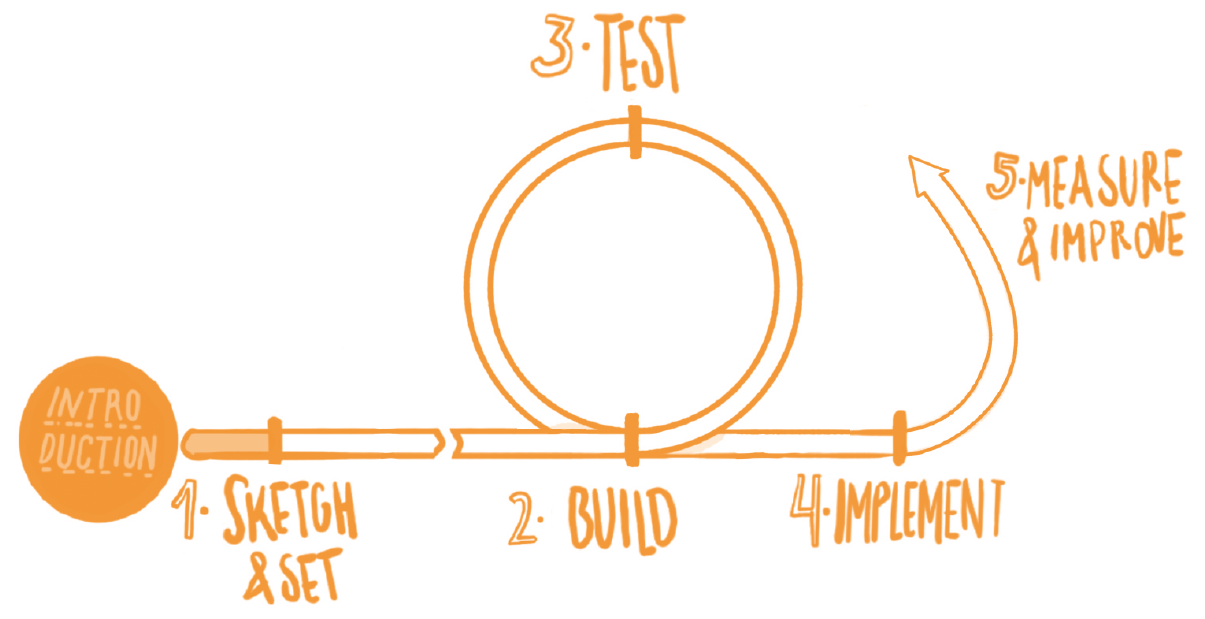 INTRO
DUCTION
1. SKETCH
& SET
2. BUILD
3. TEST
4. IMPLEMENT
5. MEASURE
& IMPROVE